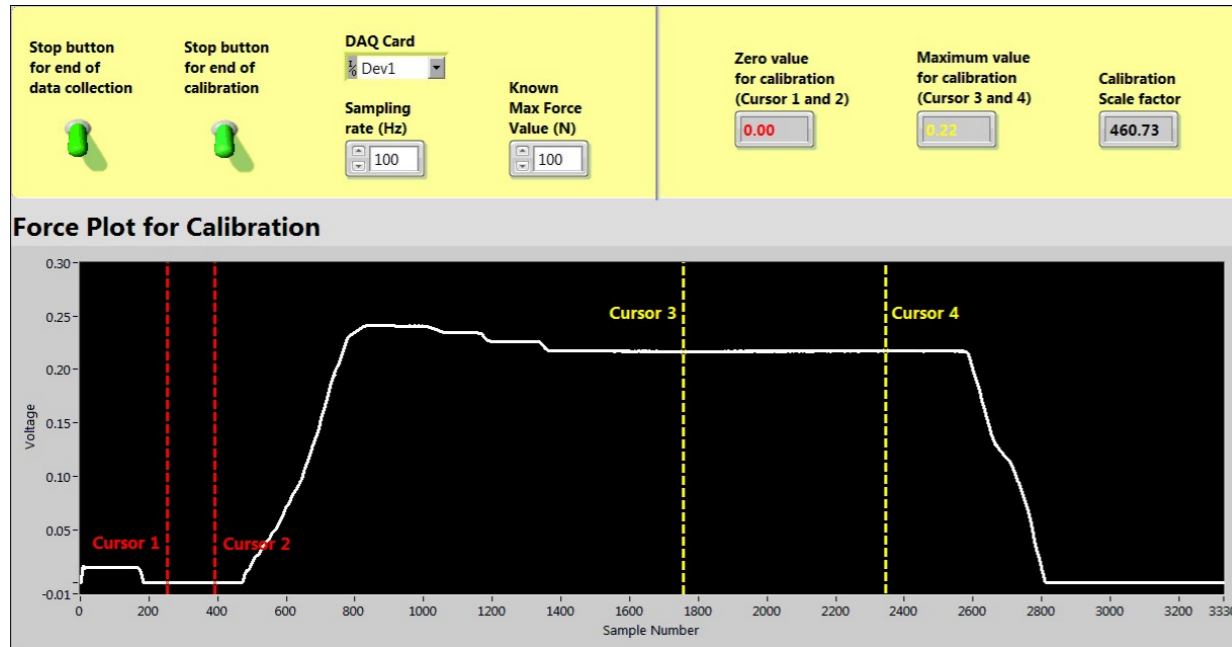 Stop button
for end of
data collection
Stop button
for end of
calibration
DAQ Card
I/O Dev1
Sampling
rate (Hz)
100
Known
Max Force
Value (N)
100
Zero value
for calibration
(Cursor 1 and 2)
0.00
Maximum value
for calibration
(Cursor 3 and 4)
0.22
Calibration
Scale factor
460.73
Force Plot for Calibration
0.30
0.25
0.20
0.15
0.10
0.05
-0.01
Voltage
Cursor 1
Cursor 2
Cursor 3
Cursor 4
0 200 400 600 800 1000 1200 1400 1600 1800 2000 2200 2400 2600 2800 3000 3200 3330
Sample Number